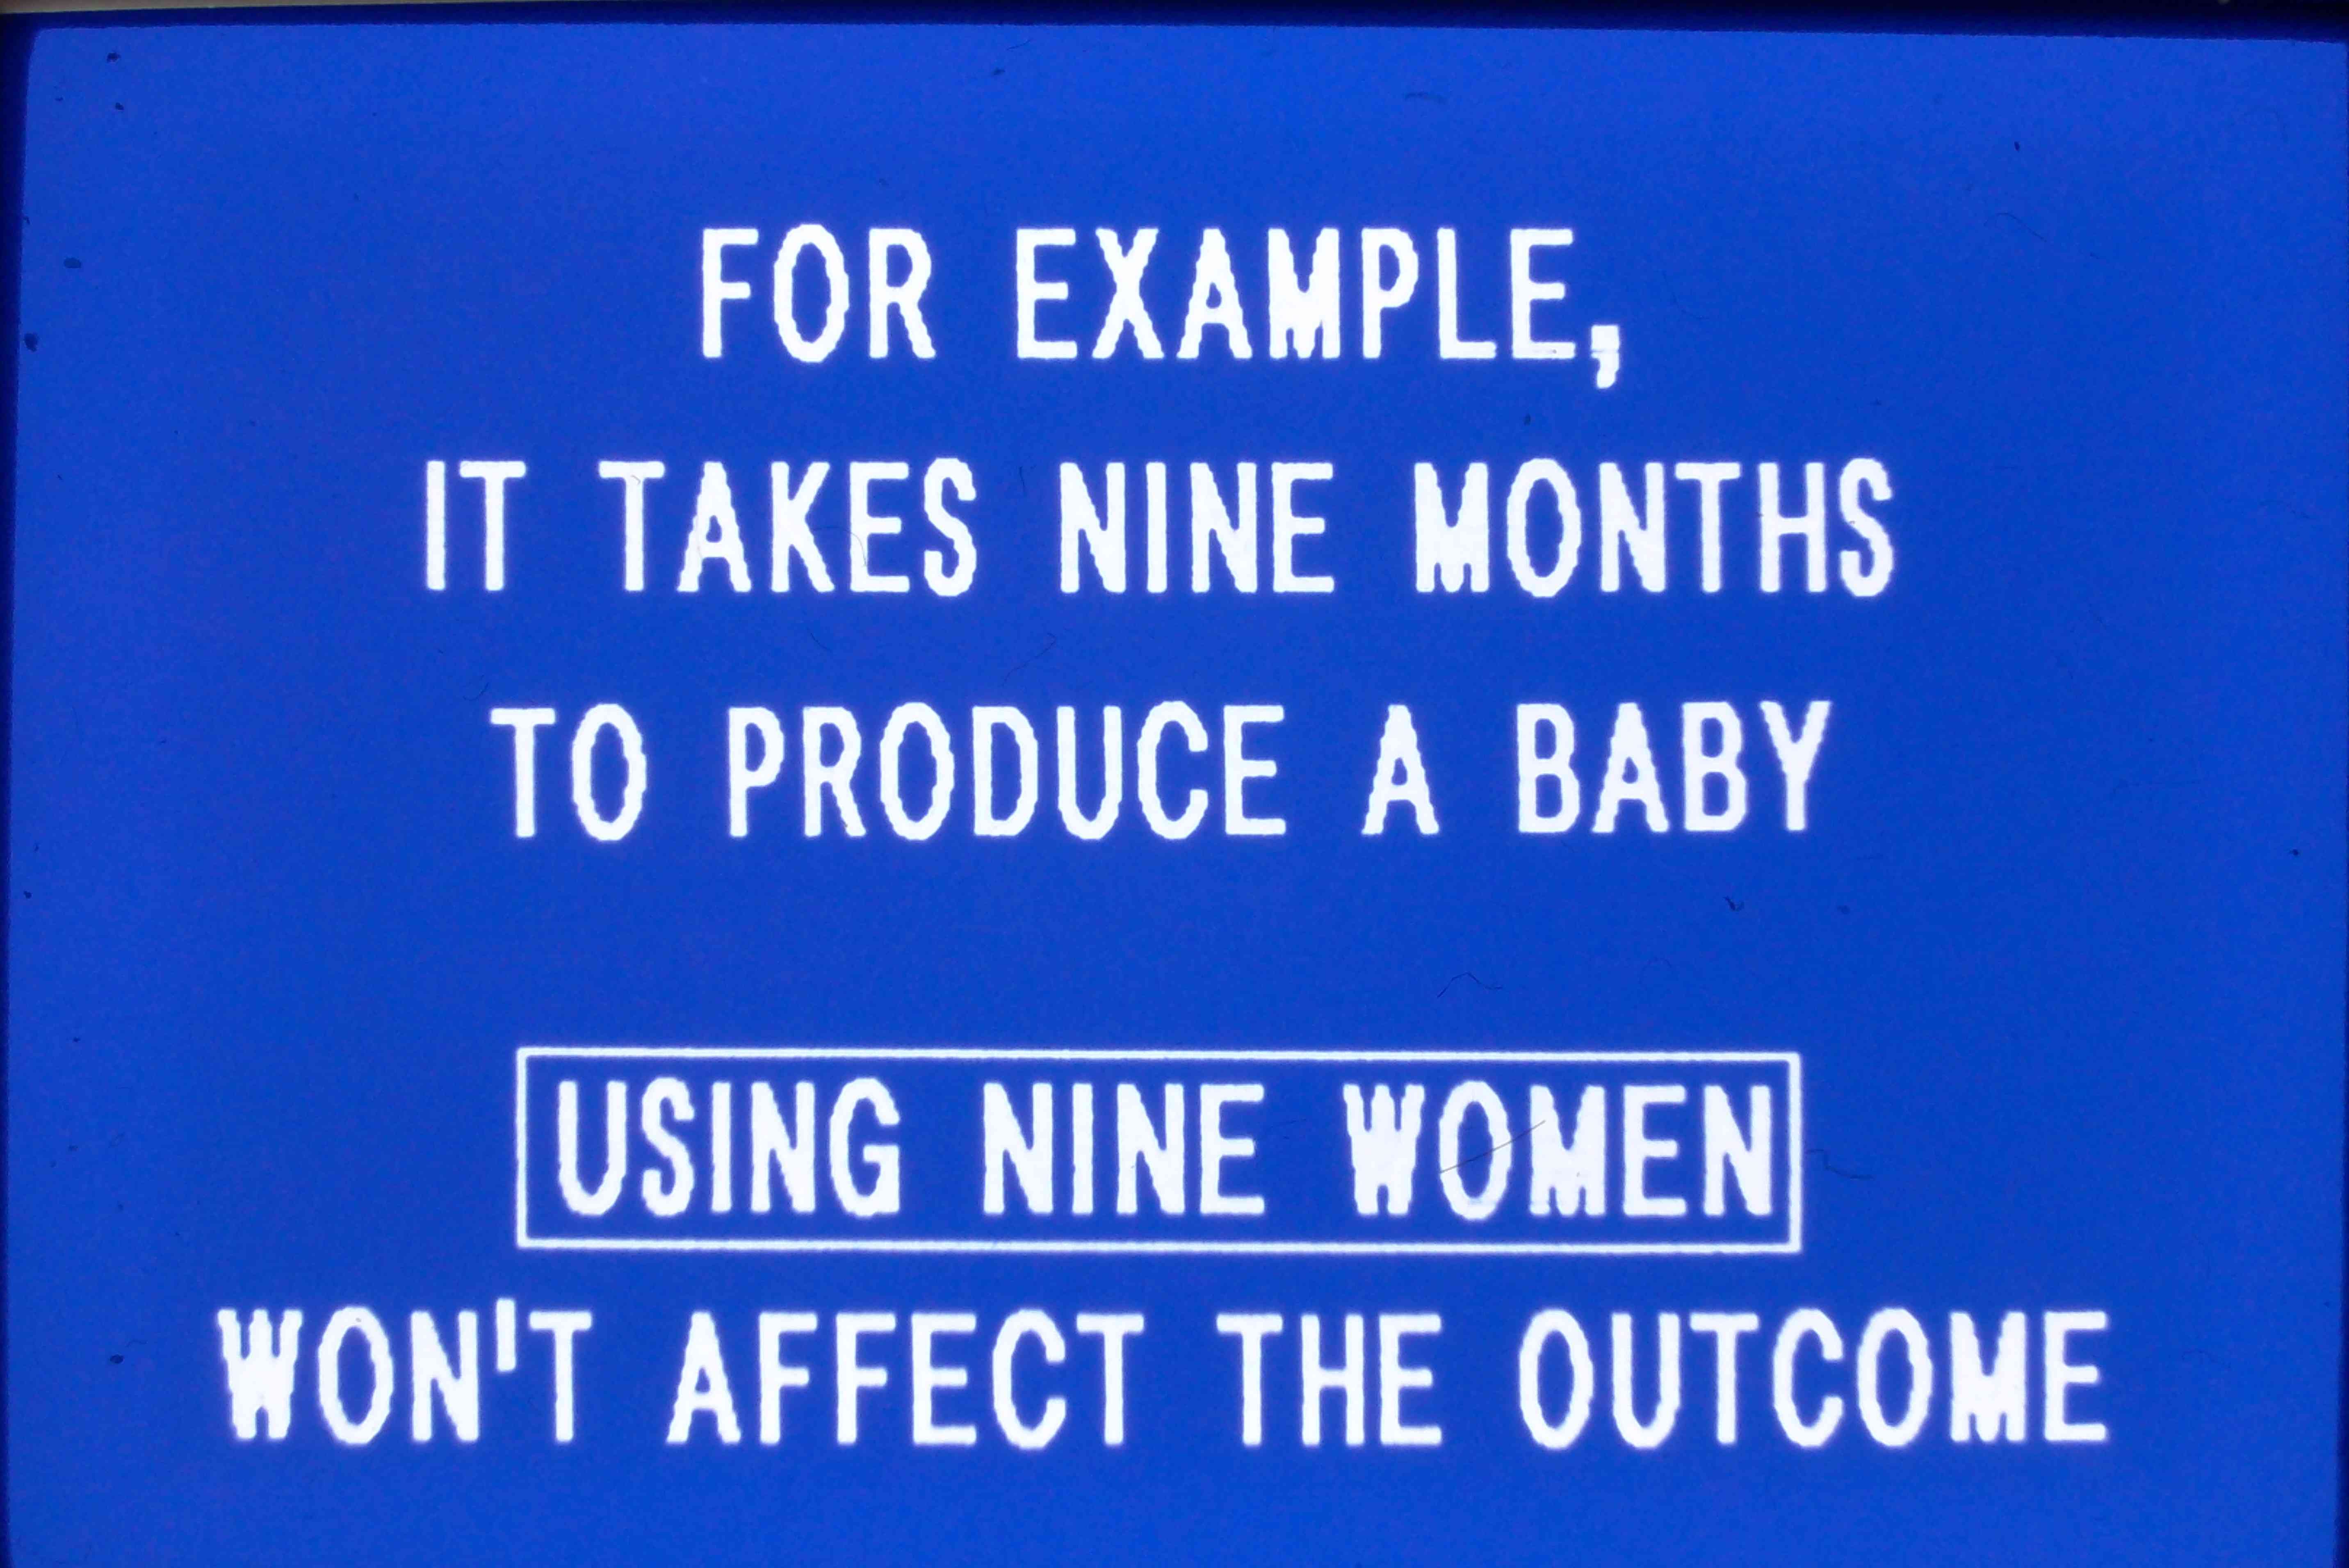 FOR EXAMPLE,
IT TAKES NINE MONTHS
TO PRODUCE A BABY
USING NINE WOMEN
WON'T AFFECT THE OUTCOME